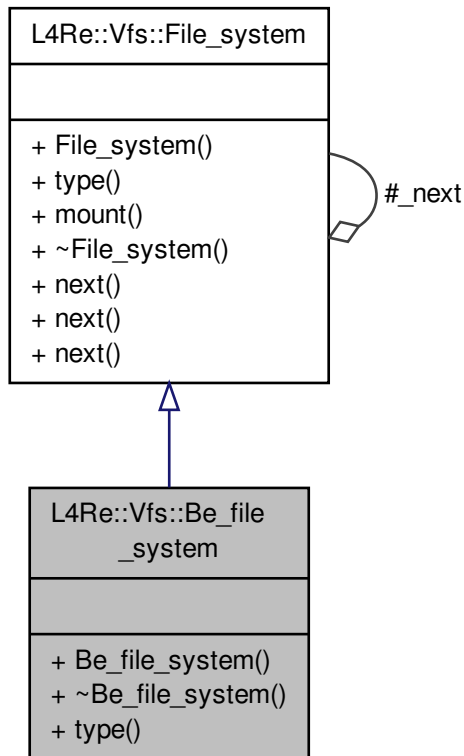 L4Re::Vfs::File_system
+ File_system()
+ type()
+ mount()
+ ~File_system()
+ next()
+ next()
+ next()
#_next
L4Re::Vfs::Be_file
_system
+ Be_file_system()
+ ~Be_file_system()
+ type()